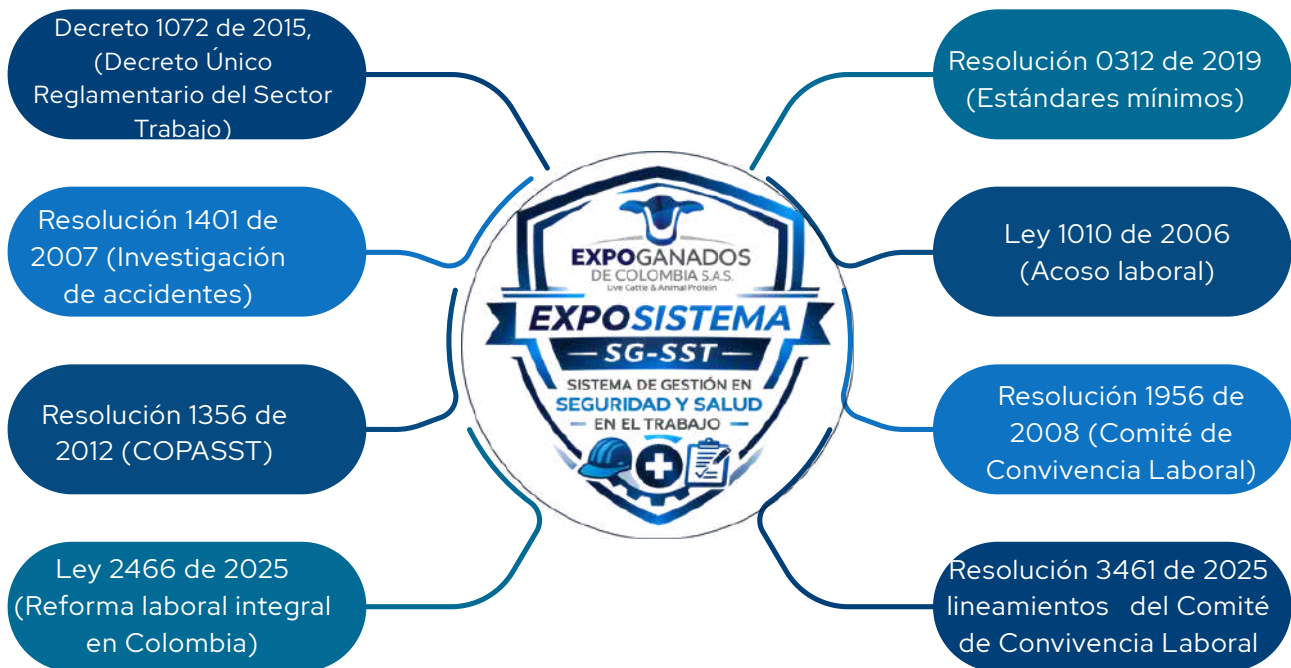 Decreto 1072 de 2015,
(Decreto Único
Reglamentario del Sector
Trabajo)
Resolución 1401 de
2007 (Investigación
de accidentes)
Resolución 1356 de
2012 (COPASST)
Ley 2466 de 2025
(Reforma laboral integral
en Colombia)
EXPOGANADOS
DE COLOMBIA S.A.S.
Live Cattle & Animal Protein
EXPOSISTEMA
SG-SST
SISTEMA DE GESTIÓN EN
SEGURIDAD Y SALUD
EN EL TRABAJO
Resolución 0312 de 2019
(Estándares mínimos)
Ley 1010 de 2006
(Acoso laboral)
Resolución 1956 de
2008 (Comité de
Convivencia Laboral)
Resolución 3461 de 2025
lineamientos del Comité
de Convivencia Laboral